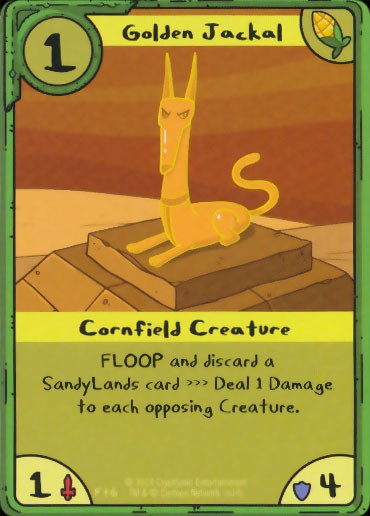 1
Golden Jackal
Cornfield Creature
FLOOP and discard a
SandyLands card >>> Deal 1 Damage
to each opposing Creature.
1
4